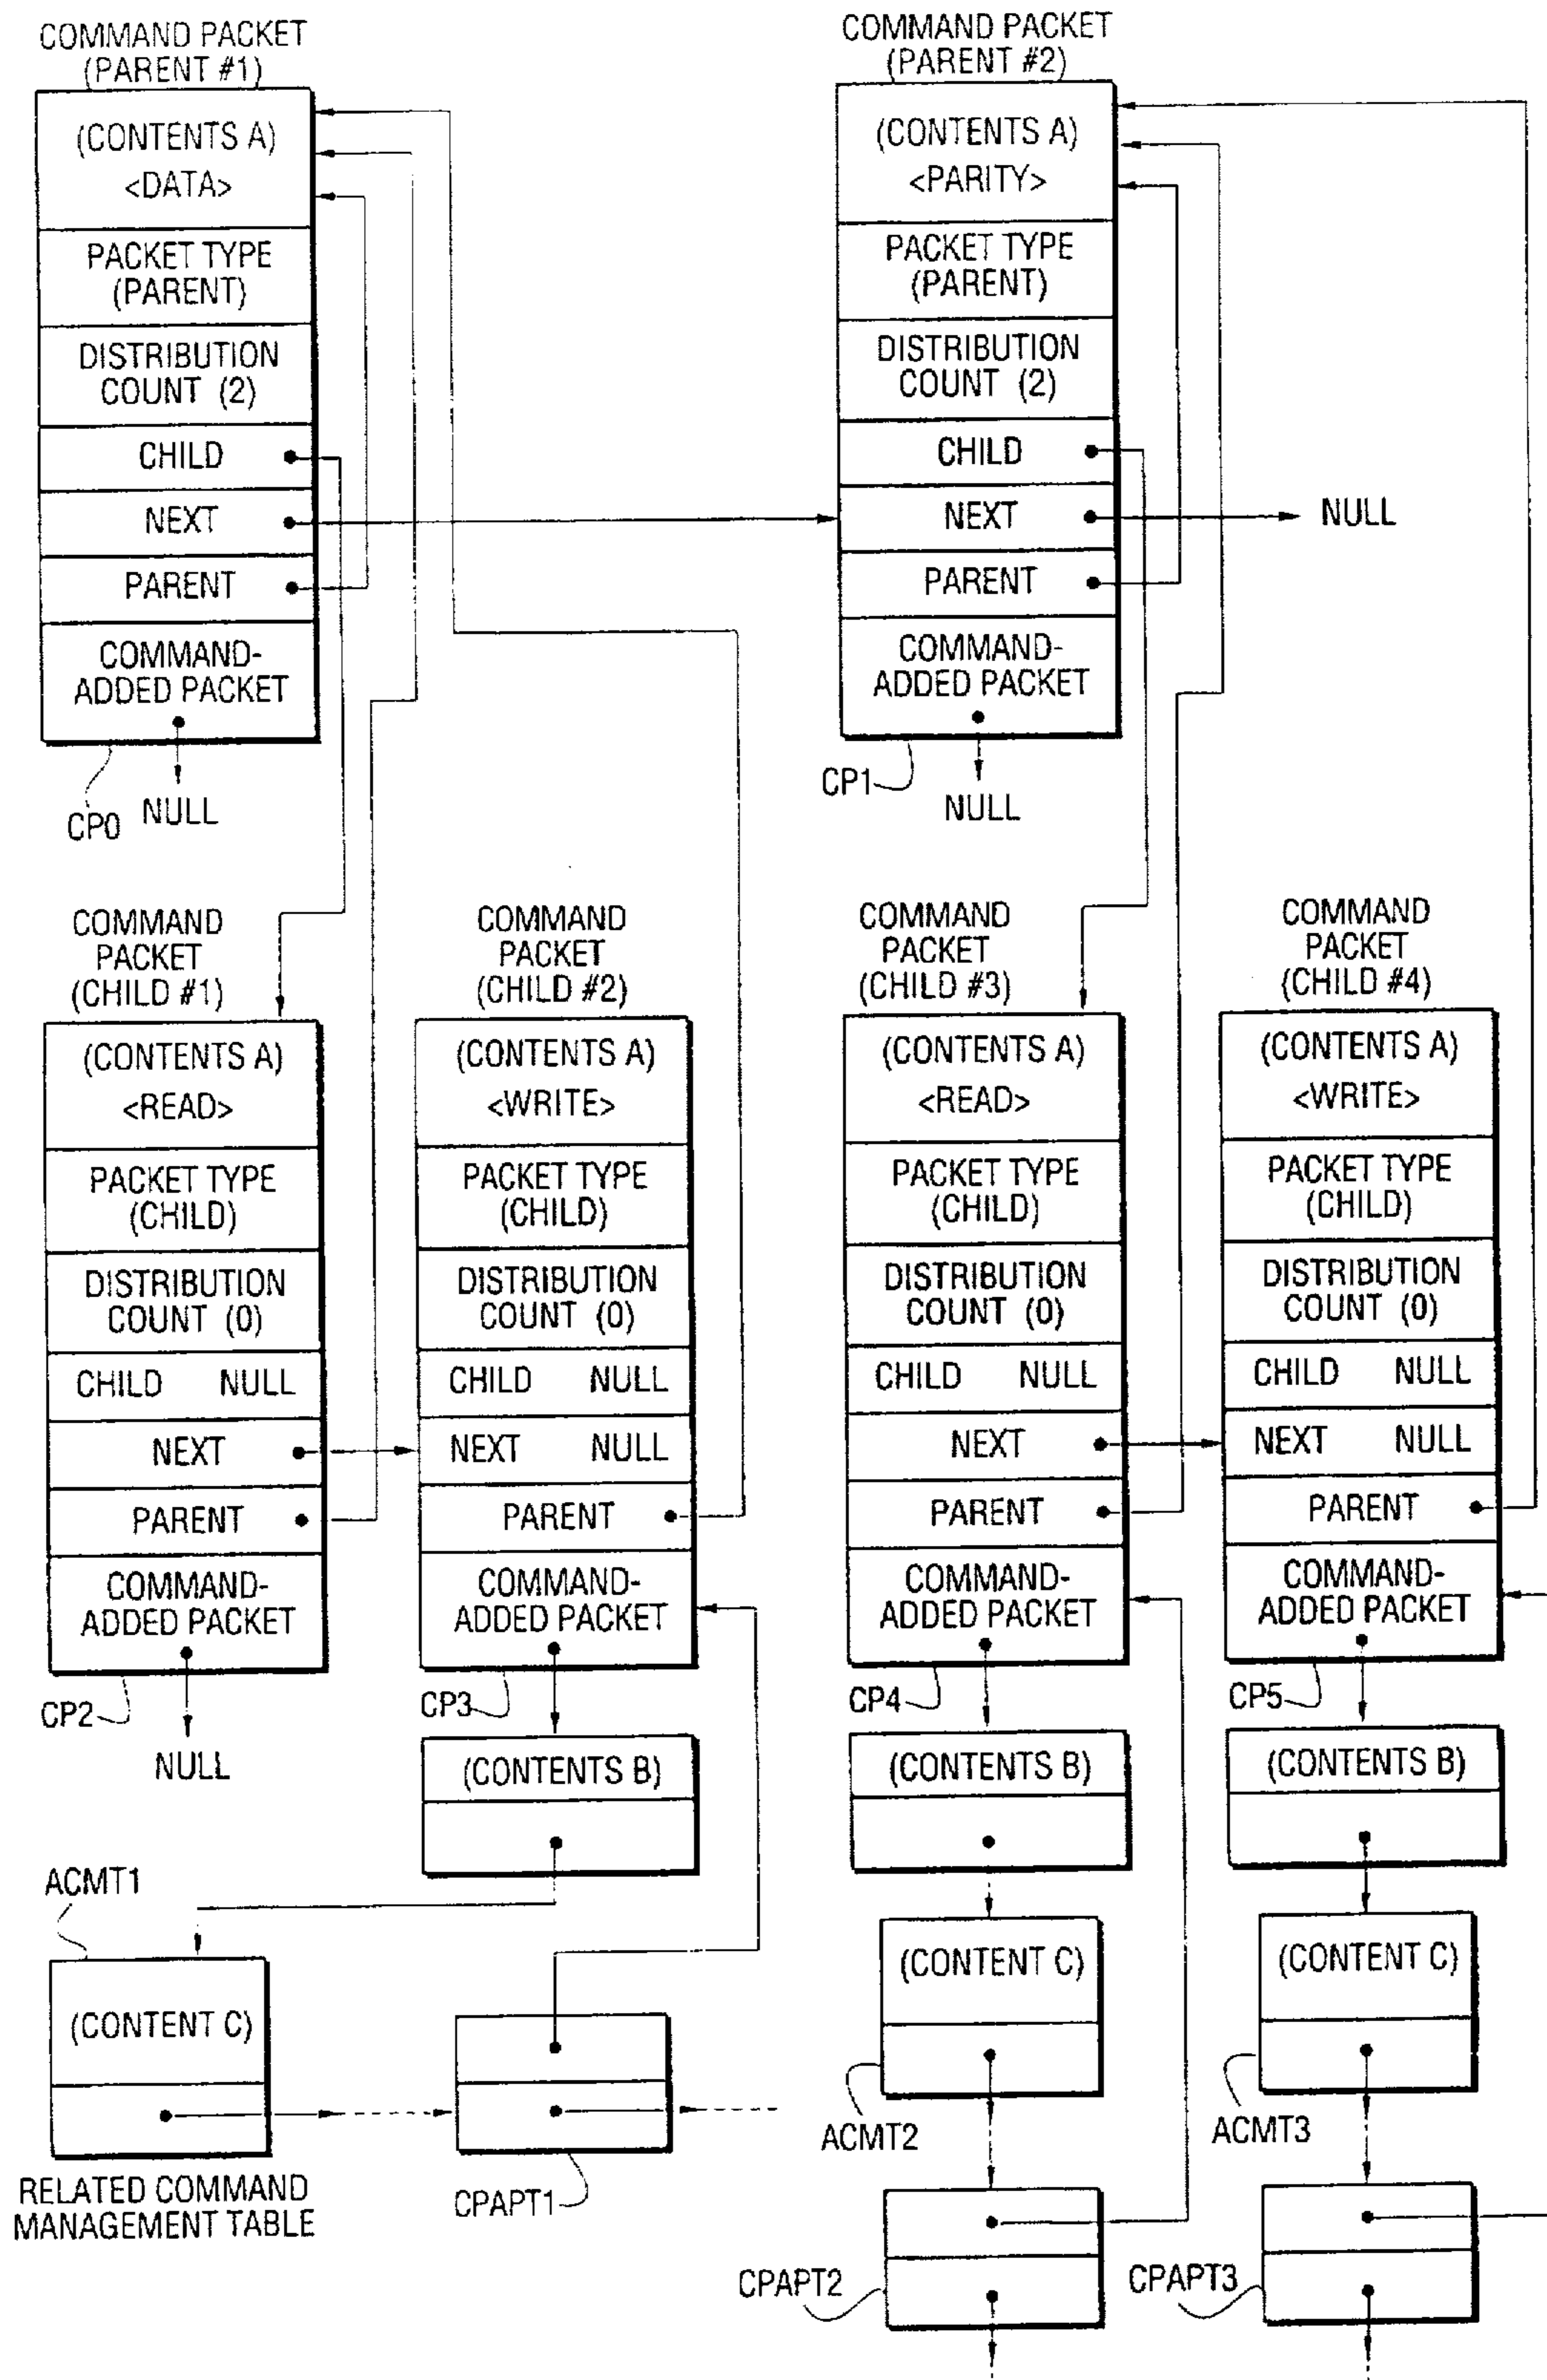 COMMAND PACKET
(PARENT #1)
(CONTENTS A)
<DATA>
PACKET TYPE
(PARENT)
DISTRIBUTION
COUNT (2)
CHILD
NEXT
PARENT
COMMAND-
ADDED PACKET
CP0
NULL
COMMAND PACKET
(PARENT #2)
(CONTENTS A)
<PARITY>
PACKET TYPE
(PARENT)
DISTRIBUTION
COUNT (2)
CHILD
NEXT
NULL
PARENT
COMMAND-
ADDED PACKET
CP1
NULL
COMMAND
PACKET
(CHILD #1)
(CONTENTS A)
<READ>
PACKET TYPE
(CHILD)
DISTRIBUTION
COUNT (0)
CHILD NULL
NEXT
PARENT
COMMAND-
ADDED PACKET
CP2
NULL
COMMAND
PACKET
(CHILD #2)
(CONTENTS A)
<WRITE>
PACKET TYPE
(CHILD)
DISTRIBUTION
COUNT (0)
CHILD NULL
NEXT NULL
PARENT
COMMAND-
ADDED PACKET
CP3
(CONTENTS B)
ACMT1
(CONTENT C)
RELATED COMMAND
MANAGEMENT TABLE
CPAPT1
COMMAND
PACKET
(CHILD #3)
(CONTENTS A)
<READ>
PACKET TYPE
(CHILD)
DISTRIBUTION
COUNT (0)
CHILD NULL
NEXT
PARENT
COMMAND-
ADDED PACKET
CP4
(CONTENTS B)
(CONTENT C)
ACMT2
CPAPT2
COMMAND
PACKET
(CHILD #4)
(CONTENTS A)
<WRITE>
PACKET TYPE
(CHILD)
DISTRIBUTION
COUNT (0)
CHILD NULL
NEXT NULL
PARENT
COMMAND-
ADDED PACKET
CP5
(CONTENTS B)
(CONTENT C)
ACMT3
CPAPT3